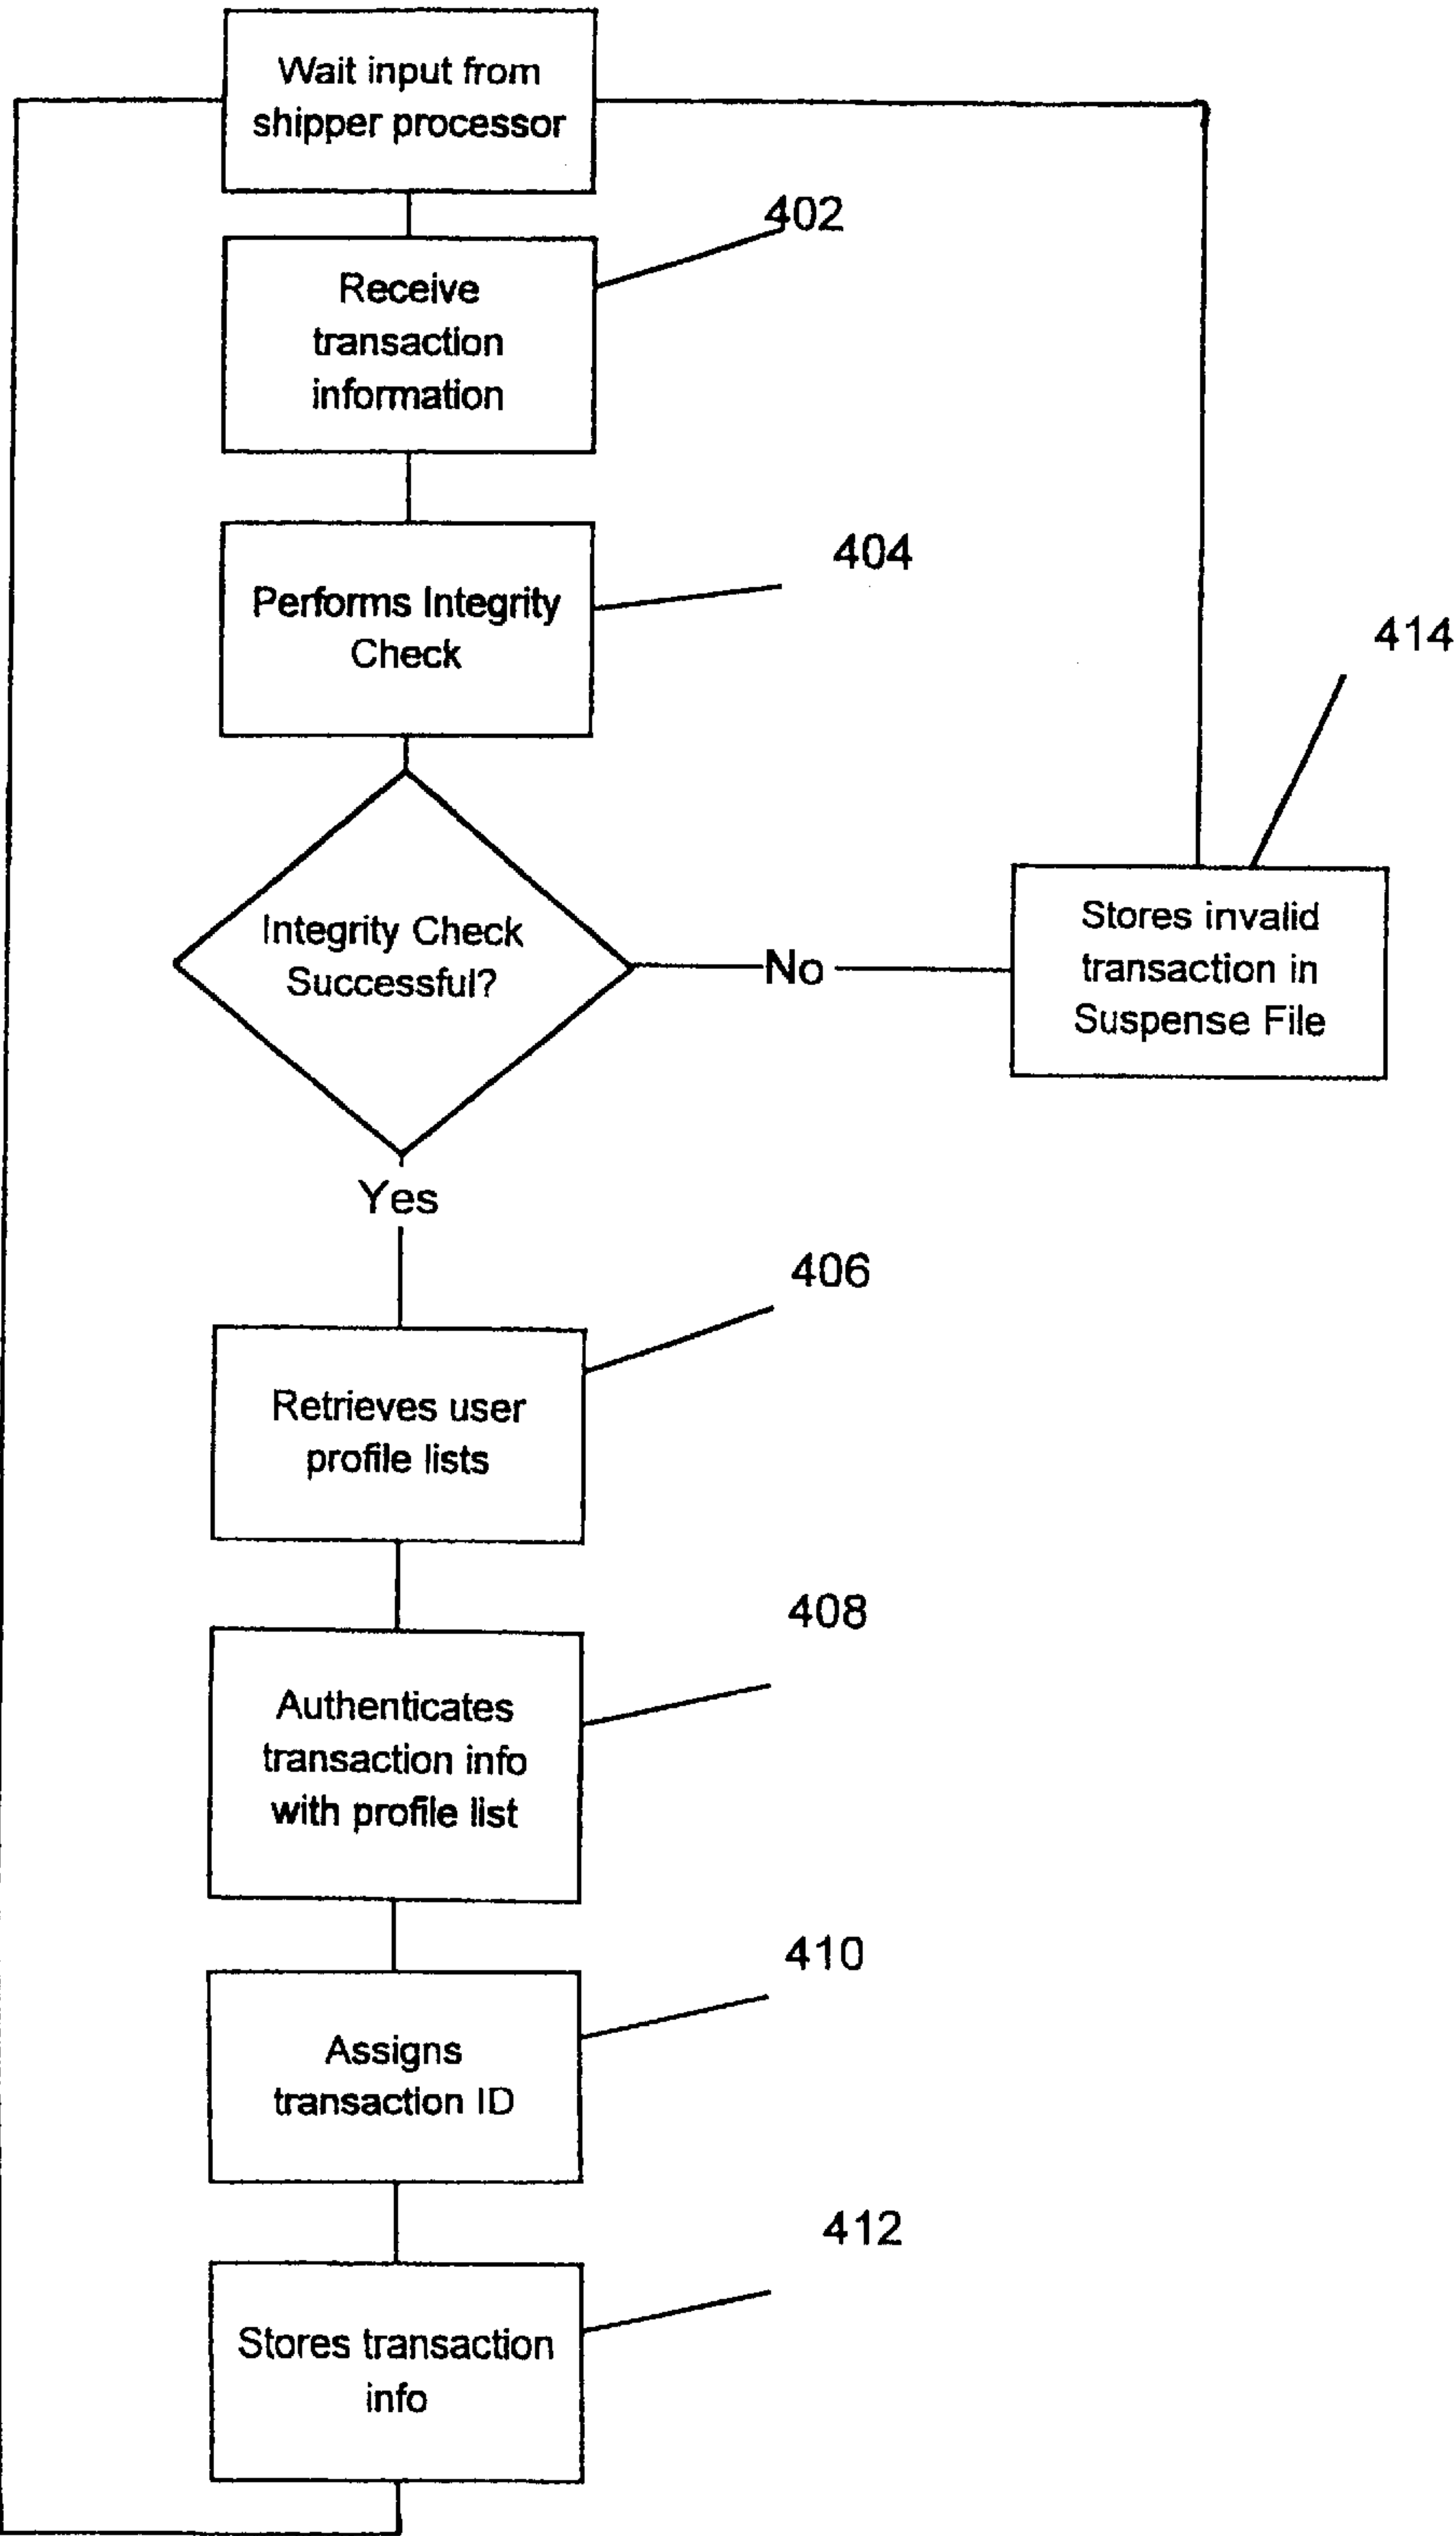 Wait input from
shipper processor
402
Receive
transaction
information
404
Performs Integrity
Check
414
Integrity Check
Successful?
No
Stores invalid
transaction in
Suspense File
Yes
406
Retrieves user
profile lists
408
Authenticates
transaction info
with profile list
410
Assigns
transaction ID
412
Stores transaction
info